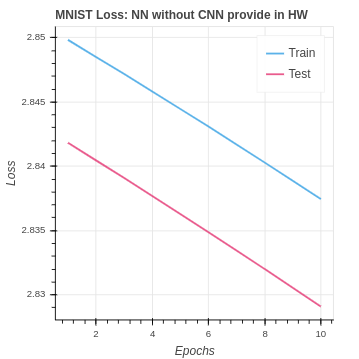 MNIST Loss: NN without CNN provide in HW
2.85
2.845
2.84
2.835
2.83
Loss
Train
Test
2
4
6
8
10
Epochs